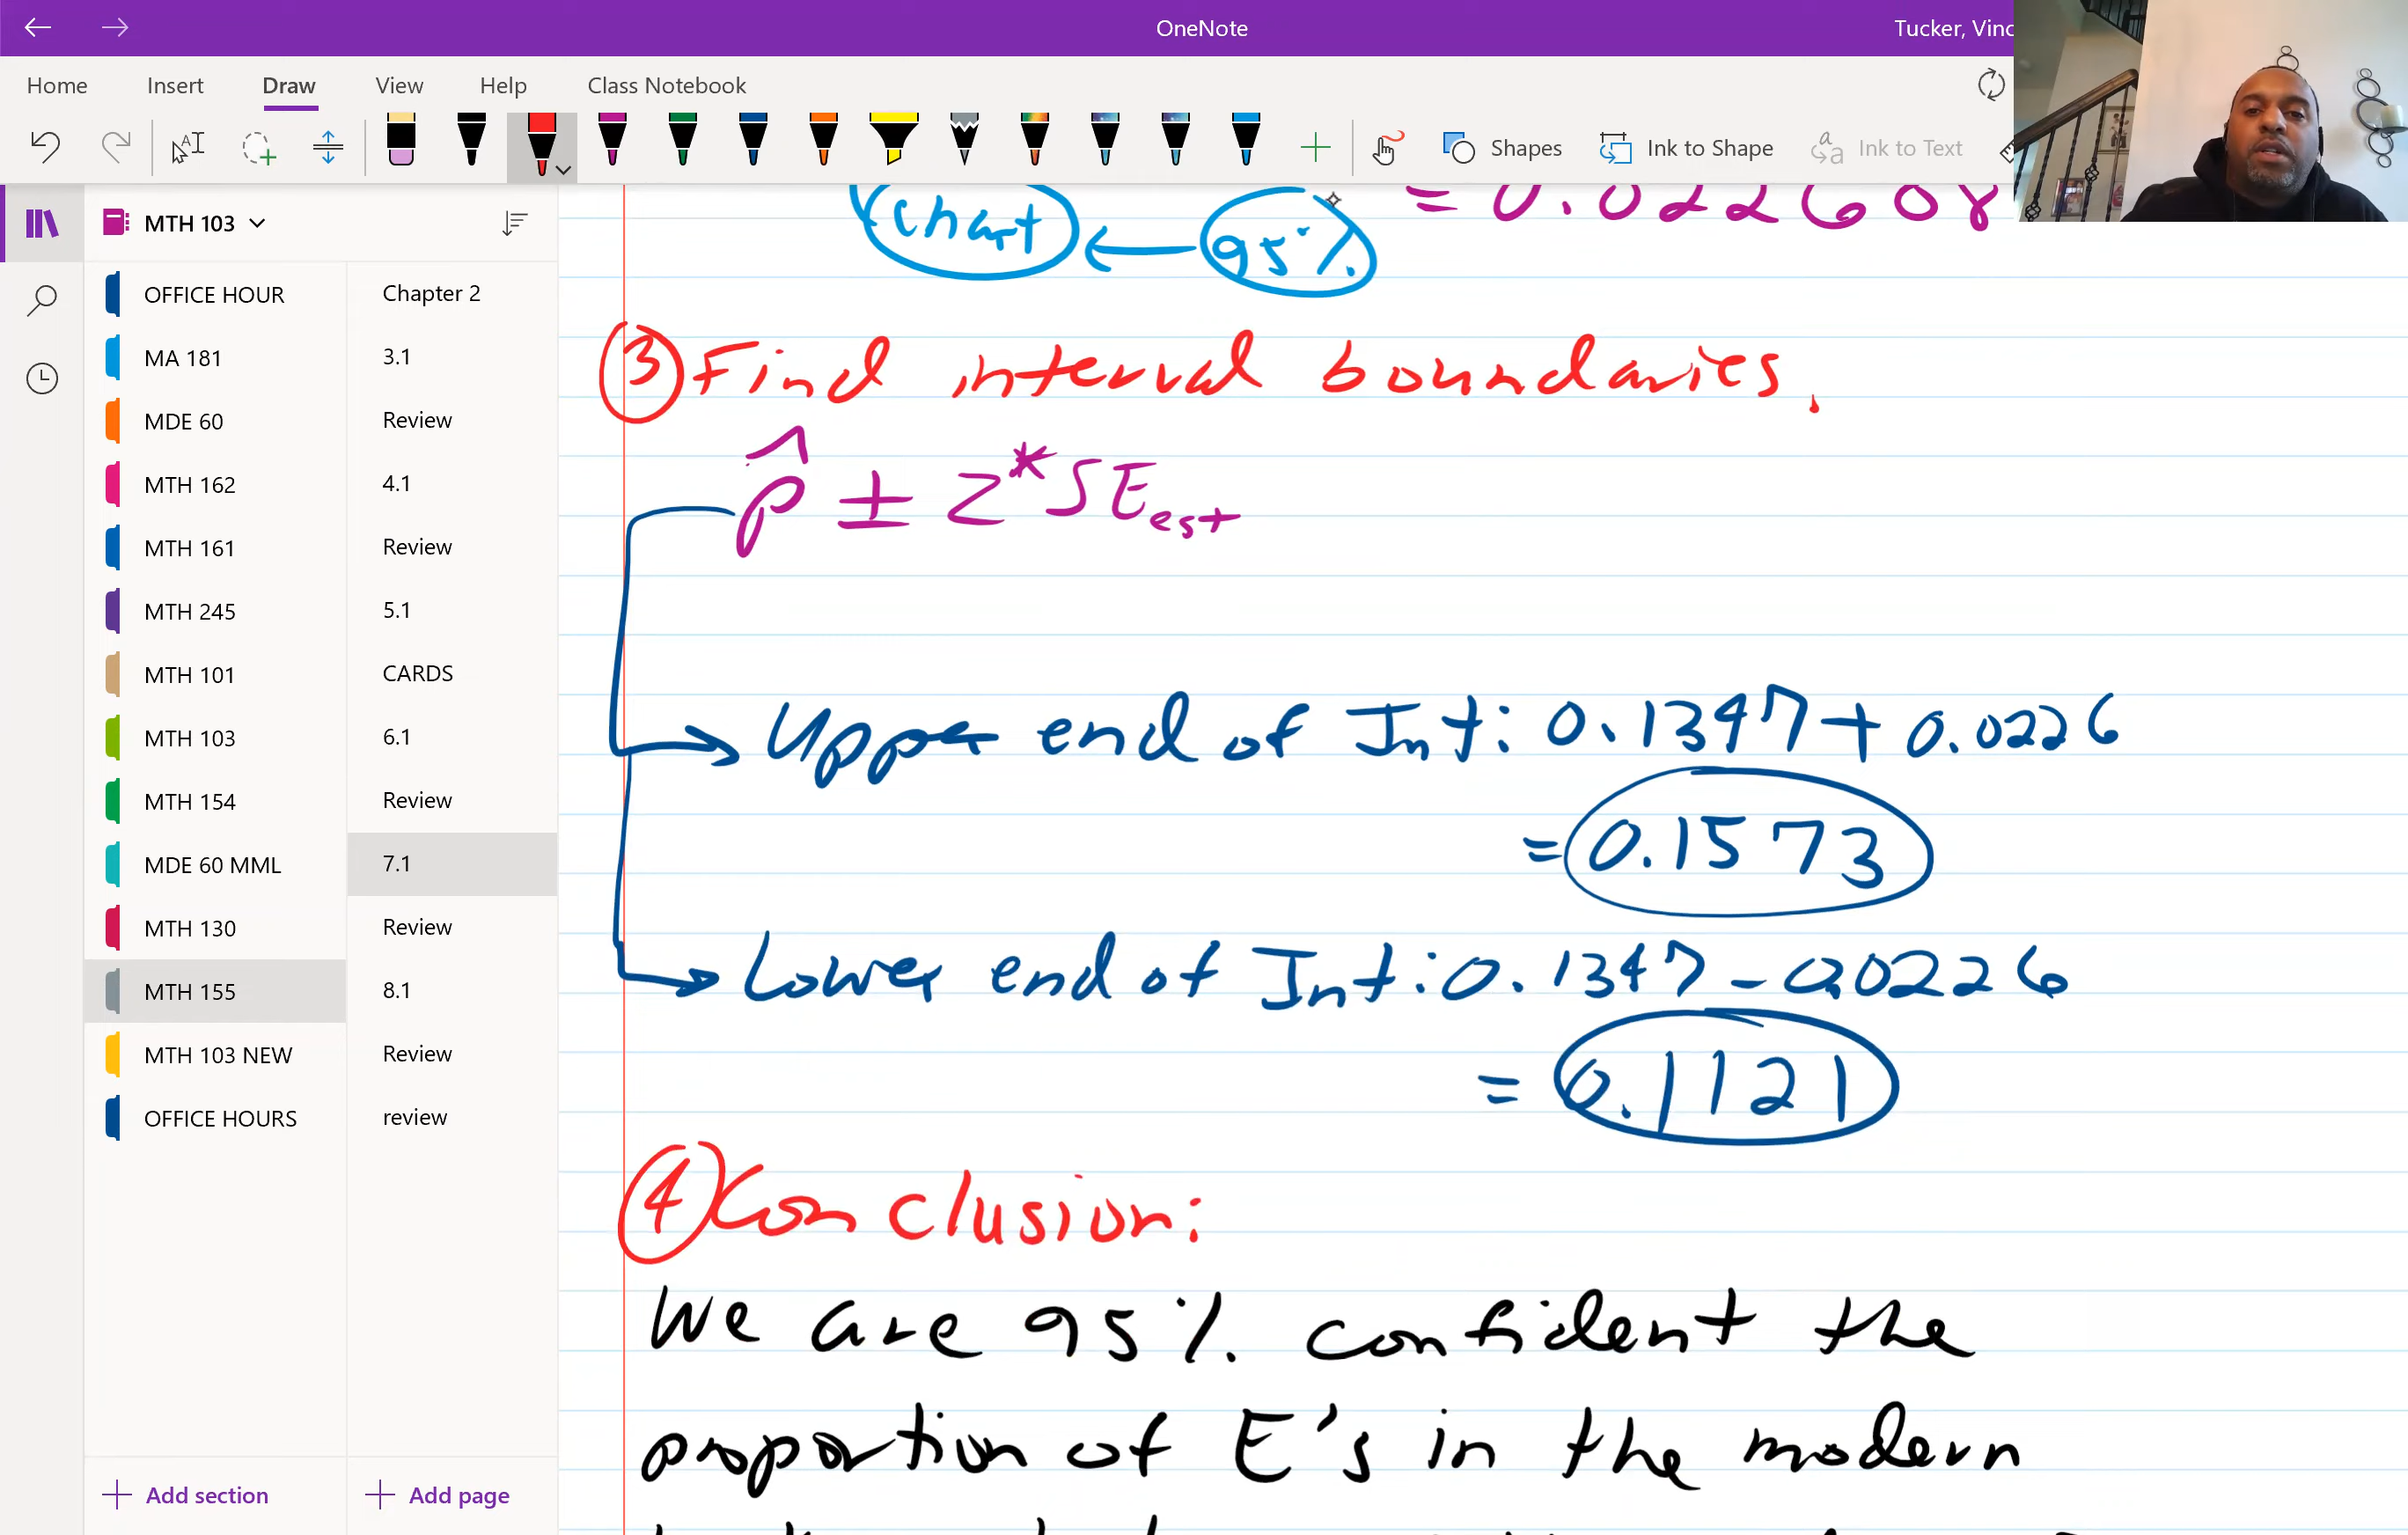 OneNote
Tucker, Vinc
Home Insert Draw View Help Class Notebook
Shapes Ink to Shape Ink to Text
MTH 103
OFFICE HOUR
MA 181
MDE 60
MTH 162
MTH 161
MTH 245
MTH 101
MTH 103
MTH 154
MDE 60 MML
MTH 130
MTH 155
MTH 103 NEW
OFFICE HOURS
Add section
Chapter 2
3.1
Review
4.1
Review
5.1
CARDS
6.1
Review
7.1
Review
8.1
Review
review
Add page
chart ← 95% = 0.022608
③ Find interval boundaries.
p̂ ± z* SE est
→ Upper end of Int: 0.1347 + 0.0226
= 0.1573
→ Lower end of Int: 0.1347 - 0.0226
= 0.1121
④ Conclusion:
We are 95% confident the
proportion of E's in the modern